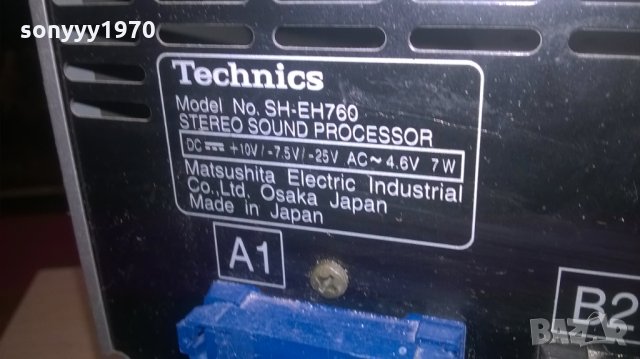 sonyyy1970
Technics
Model No. SH-EH760
STEREO SOUND PROCESSOR
DC ⎓ +10V/-7.5V/-25V AC~4.6V 7W
Matsushita Electric Industrial
Co.,Ltd. Osaka Japan
Made in Japan
A1
B2
BAZAR